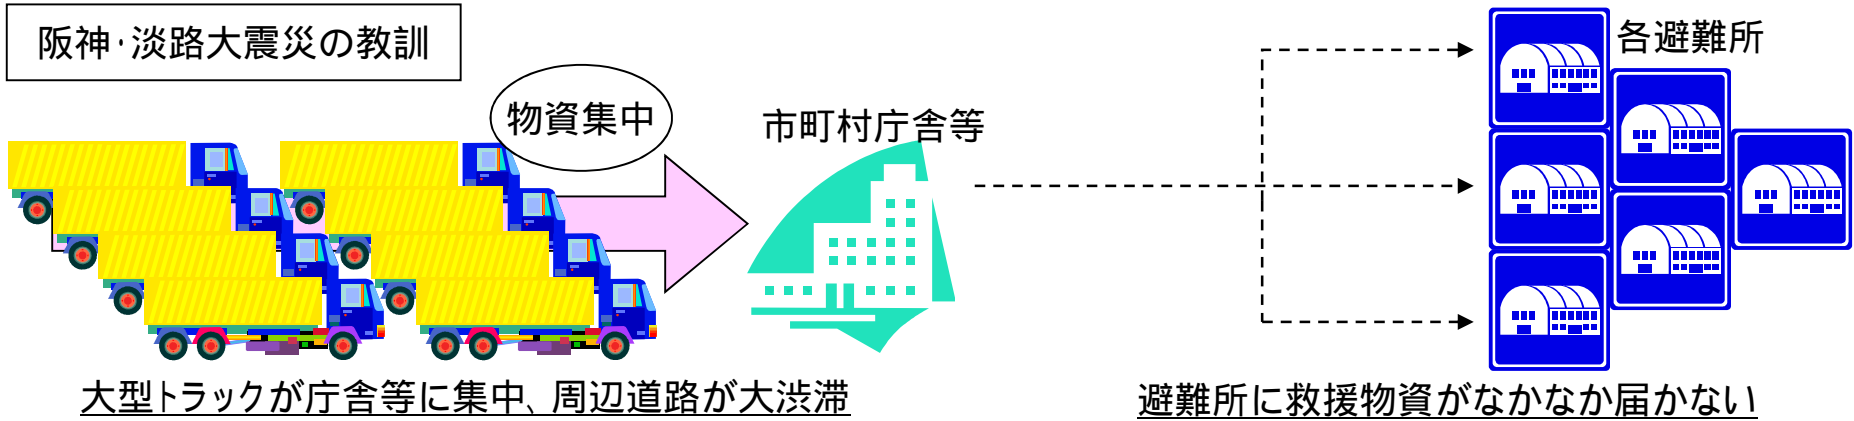 阪神・淡路大震災の教訓
物資集中
市町村庁舎等
各避難所
大型トラックが庁舎等に集中、周辺道路が大渋滞
避難所に救援物資がなかなか届かない